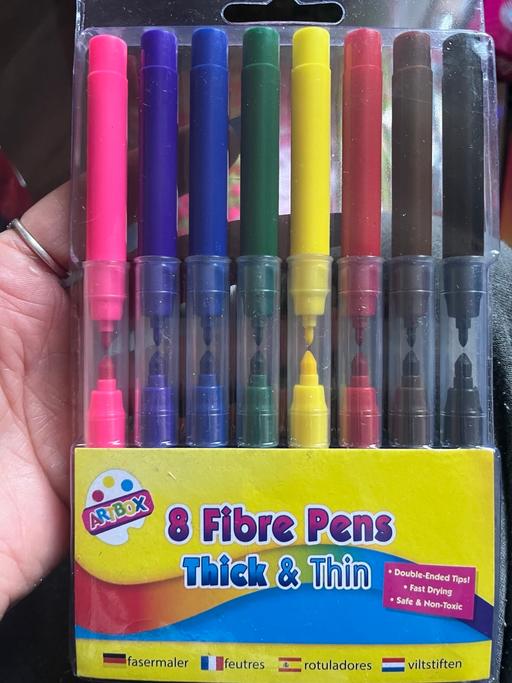 ARTBOX
8 Fibre Pens
Thick & Thin
• Double-Ended Tips!
• Fast Drying
• Safe & Non-Toxic
fasermaler feutres rotuladores viltstiften